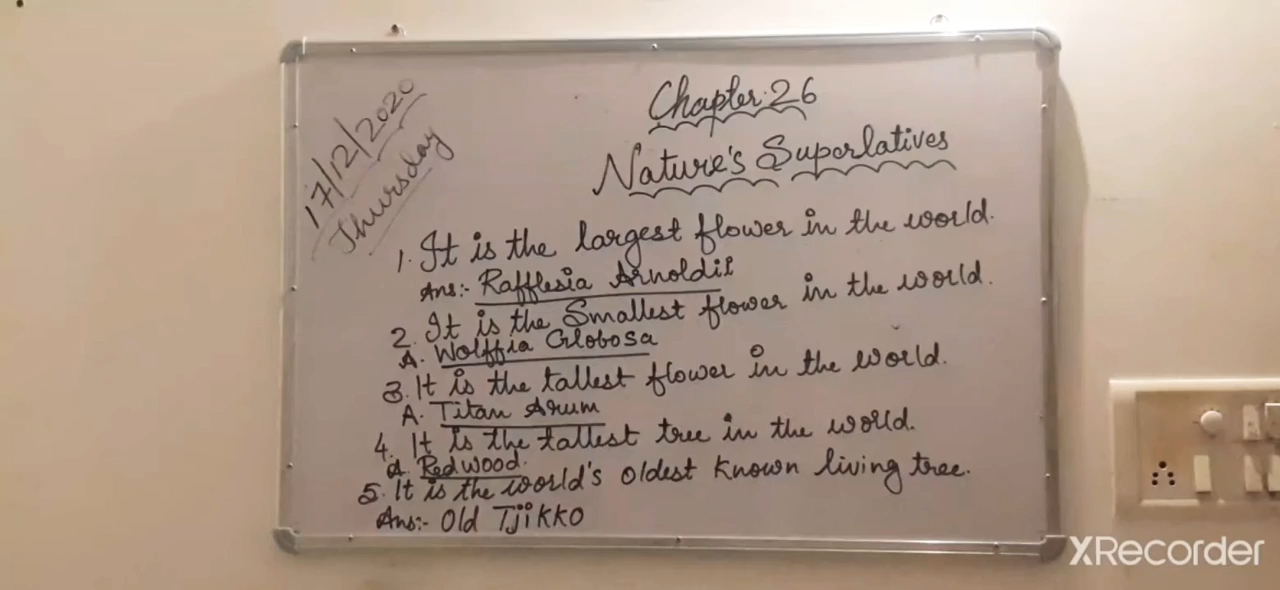 17/12/2020
Thursday
Chapter.26
Nature's Superlatives
1. It is the largest flower in the world.
Ans:- Rafflesia Arnoldii
2. It is the Smallest flower in the world.
A. Wolffia Globosa
3. It is the tallest flower in the world.
A. Titan Arum
4. It is the tallest tree in the world.
A. Redwood.
5. It is the world's oldest known living tree.
Ans:- Old Tjikko
XRecorder